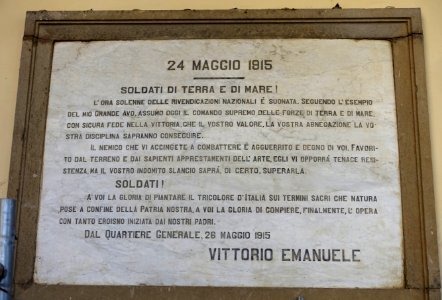 24 MAGGIO 1915
SOLDATI DI TERRA E DI MARE!
L'ORA SOLENNE DELLE RIVENDICAZIONI NAZIONALI È SUONATA. SEGUENDO L'ESEMPIO
DEL MIO GRANDE AVO, ASSUMO OGGI IL COMANDO SUPREMO DELLE FORZE DI TERRA E DI MARE,
CON SICURA FEDE NELLA VITTORIA CHE IL VOSTRO VALORE, LA VOSTRA ABNEGAZIONE LA VO
STRA DISCIPLINA SAPRANNO CONSEGUIRE.
IL NEMICO CHE VI ACCINGETE A COMBATTERE È AGGUERRITO E DEGNO DI VOI. FAVORI
TO DAL TERRENO E DAI SAPIENTI APPRESTAMENTI DELL'ARTE, EGLI VI OPPORRÀ TENACE RESI
STENZA, MA IL VOSTRO INDOMITO SLANCIO SAPRÀ, DI CERTO, SUPERARLA.
SOLDATI!
A VOI LA GLORIA DI PIANTARE IL TRICOLORE D'ITALIA SUI TERMINI SACRI CHE NATURA
POSE A CONFINE DELLA PATRIA NOSTRA, A VOI LA GLORIA DI COMPIERE, FINALMENTE, L'OPERA
CON TANTO EROISMO INIZIATA DAI NOSTRI PADRI.
DAL QUARTIERE GENERALE, 26 MAGGIO 1915
VITTORIO EMANUELE